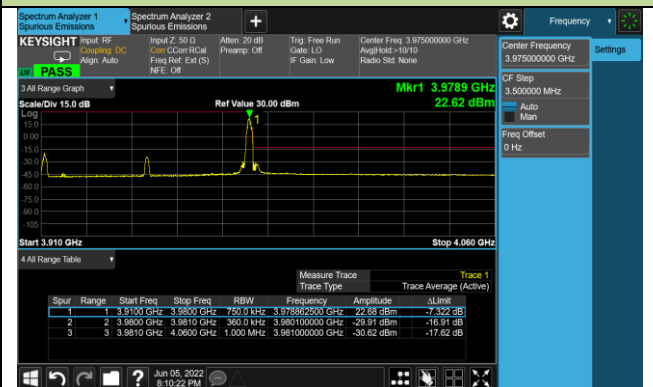 Spectrum Analyzer 1
Spurious Emissions
Spectrum Analyzer 2
Spurious Emissions
+
Frequency
KEYSIGHT
Input: RF
Coupling: DC
Align: Auto
Input Z: 50 Ω
Corr CCorr RCal
Freq Ref: Ext (S)
NFE: Off
Atten: 20 dB
Preamp: Off
Trig: Free Run
Gate: LO
IF Gain: Low
Center Freq: 3.975000000 GHz
Avg|Hold:>10/10
Radio Std: None
LXI PASS
Center Frequency
3.975000000 GHz
Settings
CF Step
3.500000 MHz
Auto
Man
Freq Offset
0 Hz
3 All Range Graph
Mkr1 3.9789 GHz
Scale/Div 15.0 dB
Ref Value 30.00 dBm
22.62 dBm
Log
1
15.0
0.00
-15.0
-30.0
-45.0
-60.0
-75.0
-90.0
-105
Start 3.910 GHz
Stop 4.060 GHz
4 All Range Table
Measure Trace Trace 1
Trace Type Trace Average (Active)
Spur Range Start Freq Stop Freq RBW Frequency Amplitude ΔLimit
1 1 3.9100 GHz 3.9800 GHz 750.0 kHz 3.978862500 GHz 22.68 dBm -7.322 dB
2 2 3.9800 GHz 3.9810 GHz 360.0 kHz 3.980100000 GHz -29.91 dBm -16.91 dB
3 3 3.9810 GHz 4.0600 GHz 1.000 MHz 3.981000000 GHz -30.62 dBm -17.62 dB
?
Jun 05, 2022
8:10:22 PM